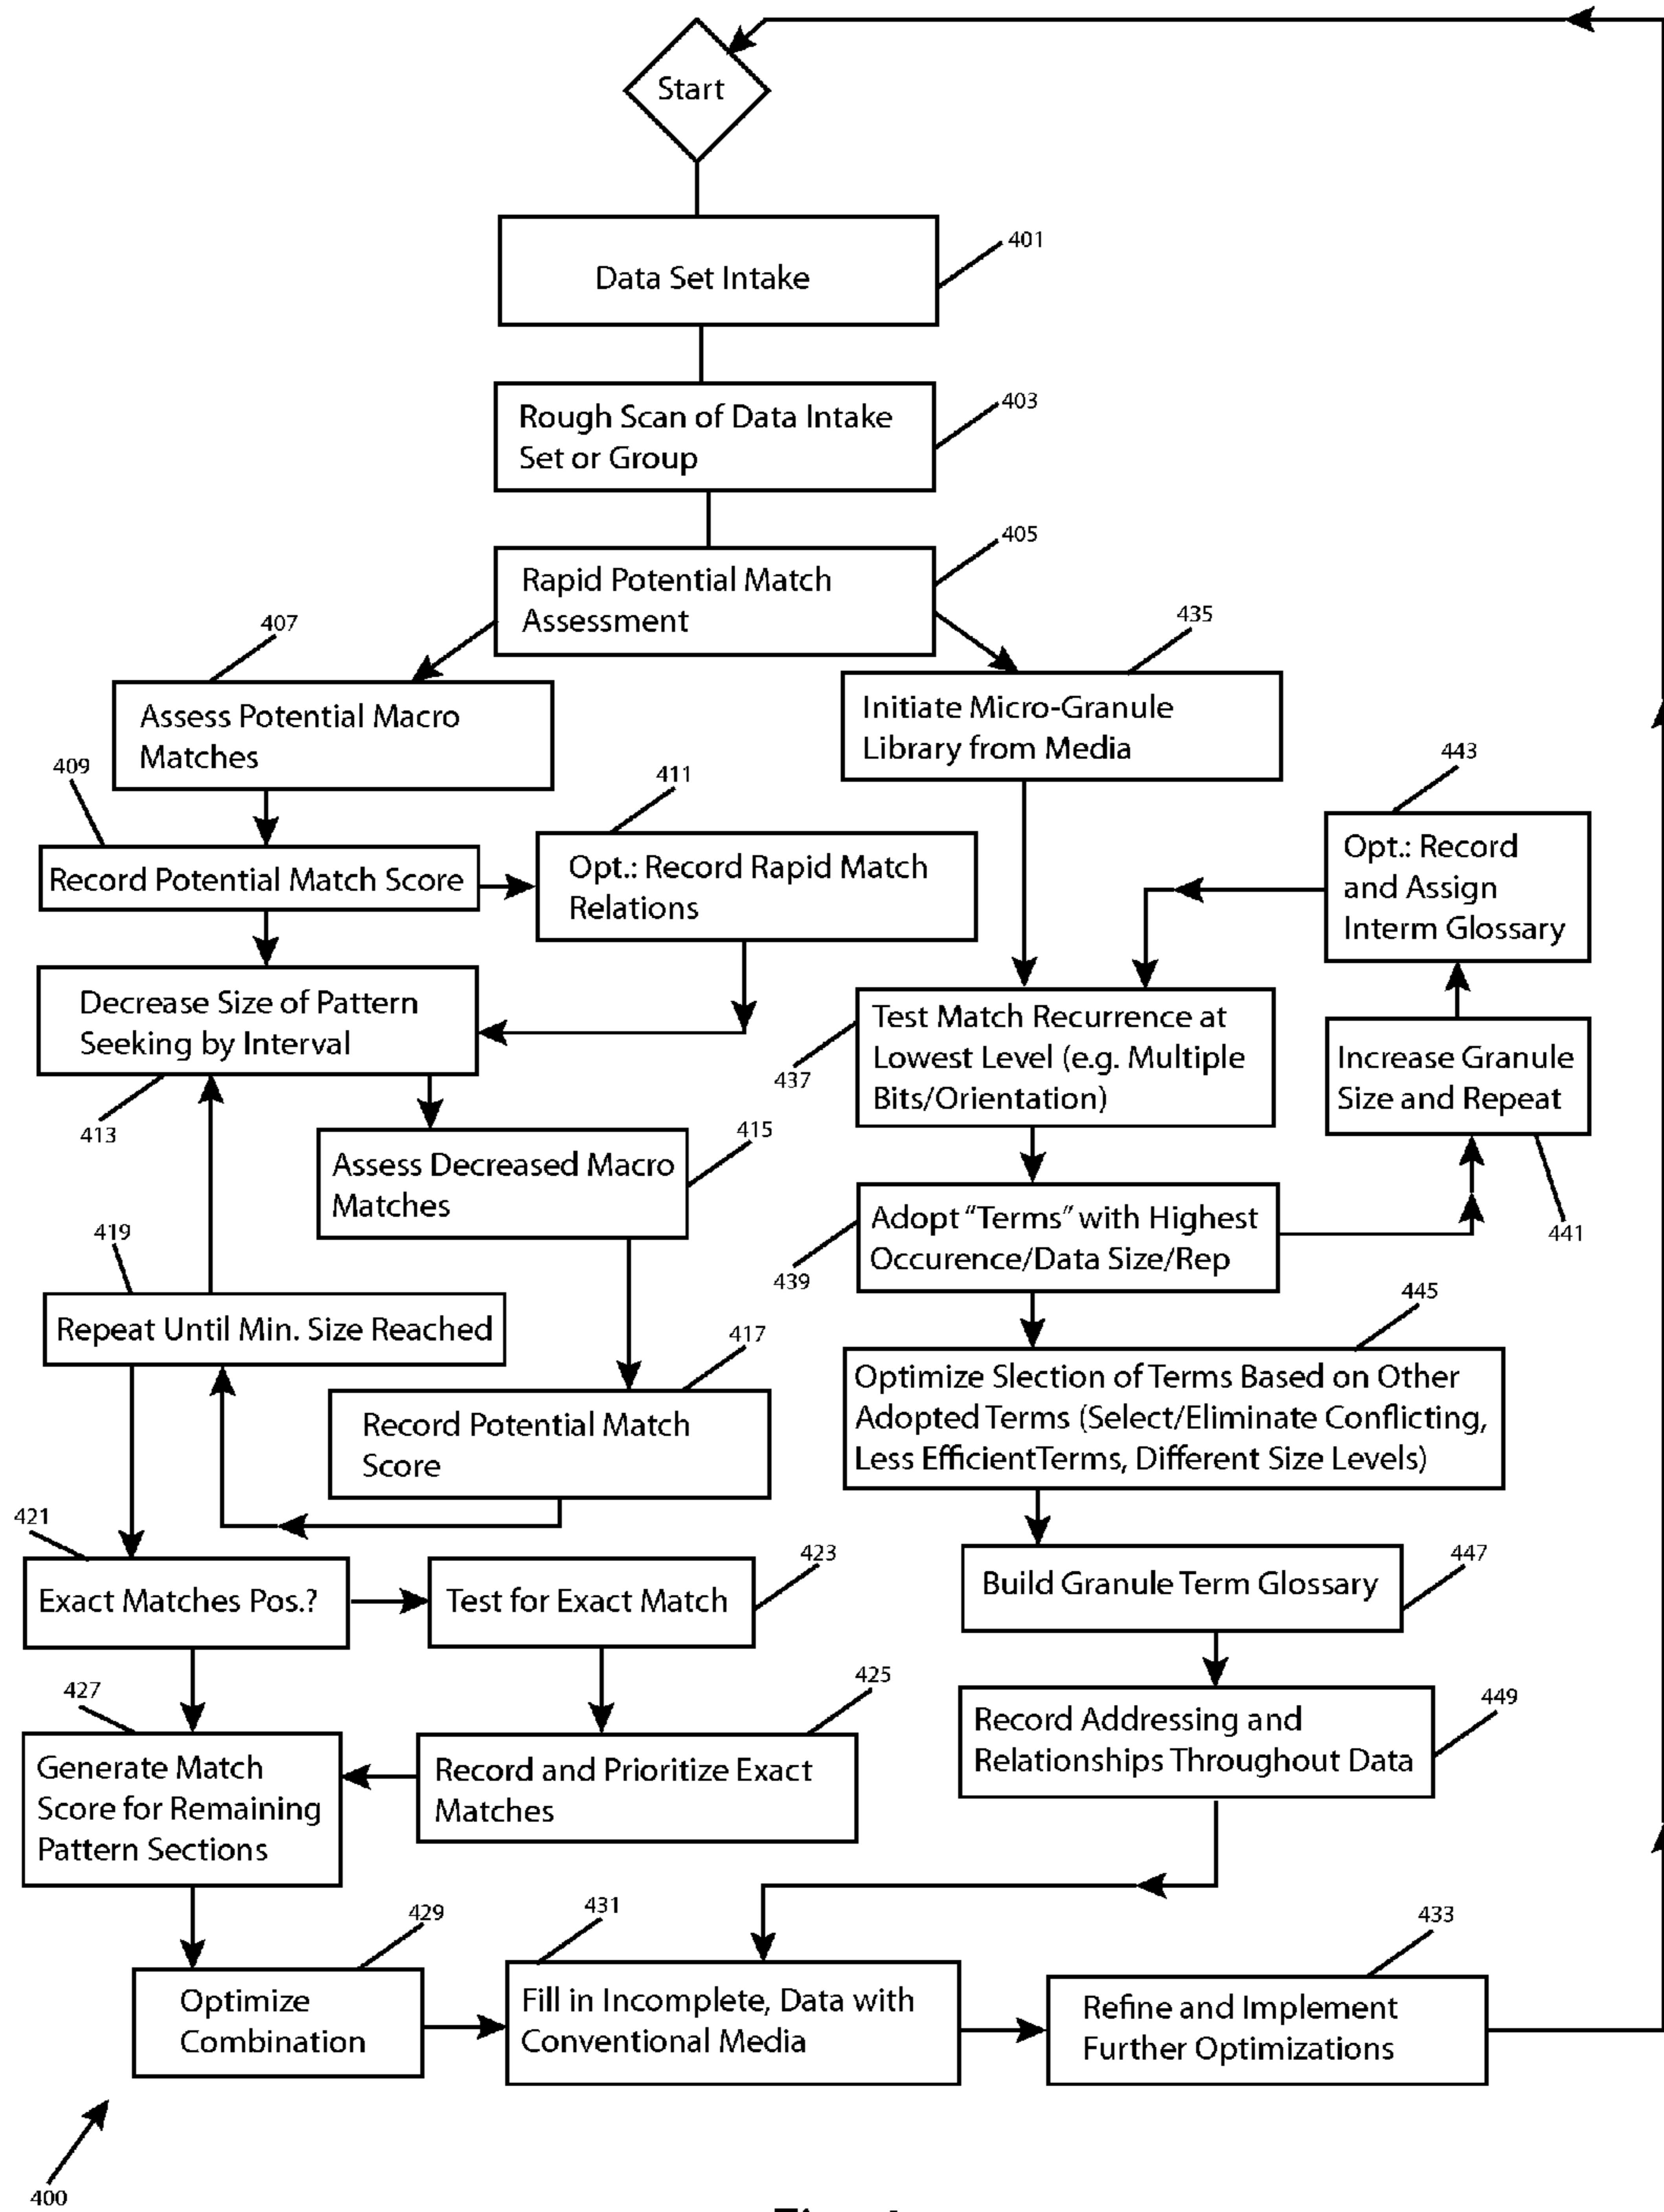 Start
401
Data Set Intake
403
Rough Scan of Data Intake
Set or Group
405
Rapid Potential Match
Assessment
407
Assess Potential Macro
Matches
435
Initiate Micro-Granule
Library from Media
409
Record Potential Match Score
411
Opt.: Record Rapid Match
Relations
443
Opt.: Record
and Assign
Interm Glossary
Decrease Size of Pattern
Seeking by Interval
413
Test Match Recurrence at
Lowest Level (e.g. Multiple
Bits/Orientation)
437
Increase Granule
Size and Repeat
441
415
Assess Decreased Macro
Matches
Adopt “Terms” with Highest
Occurence/Data Size/Rep
439
419
Repeat Until Min. Size Reached
417
Record Potential Match
Score
445
Optimize Slection of Terms Based on Other
Adopted Terms (Select/Eliminate Conflicting,
Less EfficientTerms, Different Size Levels)
421
Exact Matches Pos.?
423
Test for Exact Match
447
Build Granule Term Glossary
427
Generate Match
Score for Remaining
Pattern Sections
425
Record and Prioritize Exact
Matches
449
Record Addressing and
Relationships Throughout Data
429
Optimize
Combination
431
Fill in Incomplete, Data with
Conventional Media
433
Refine and Implement
Further Optimizations
400